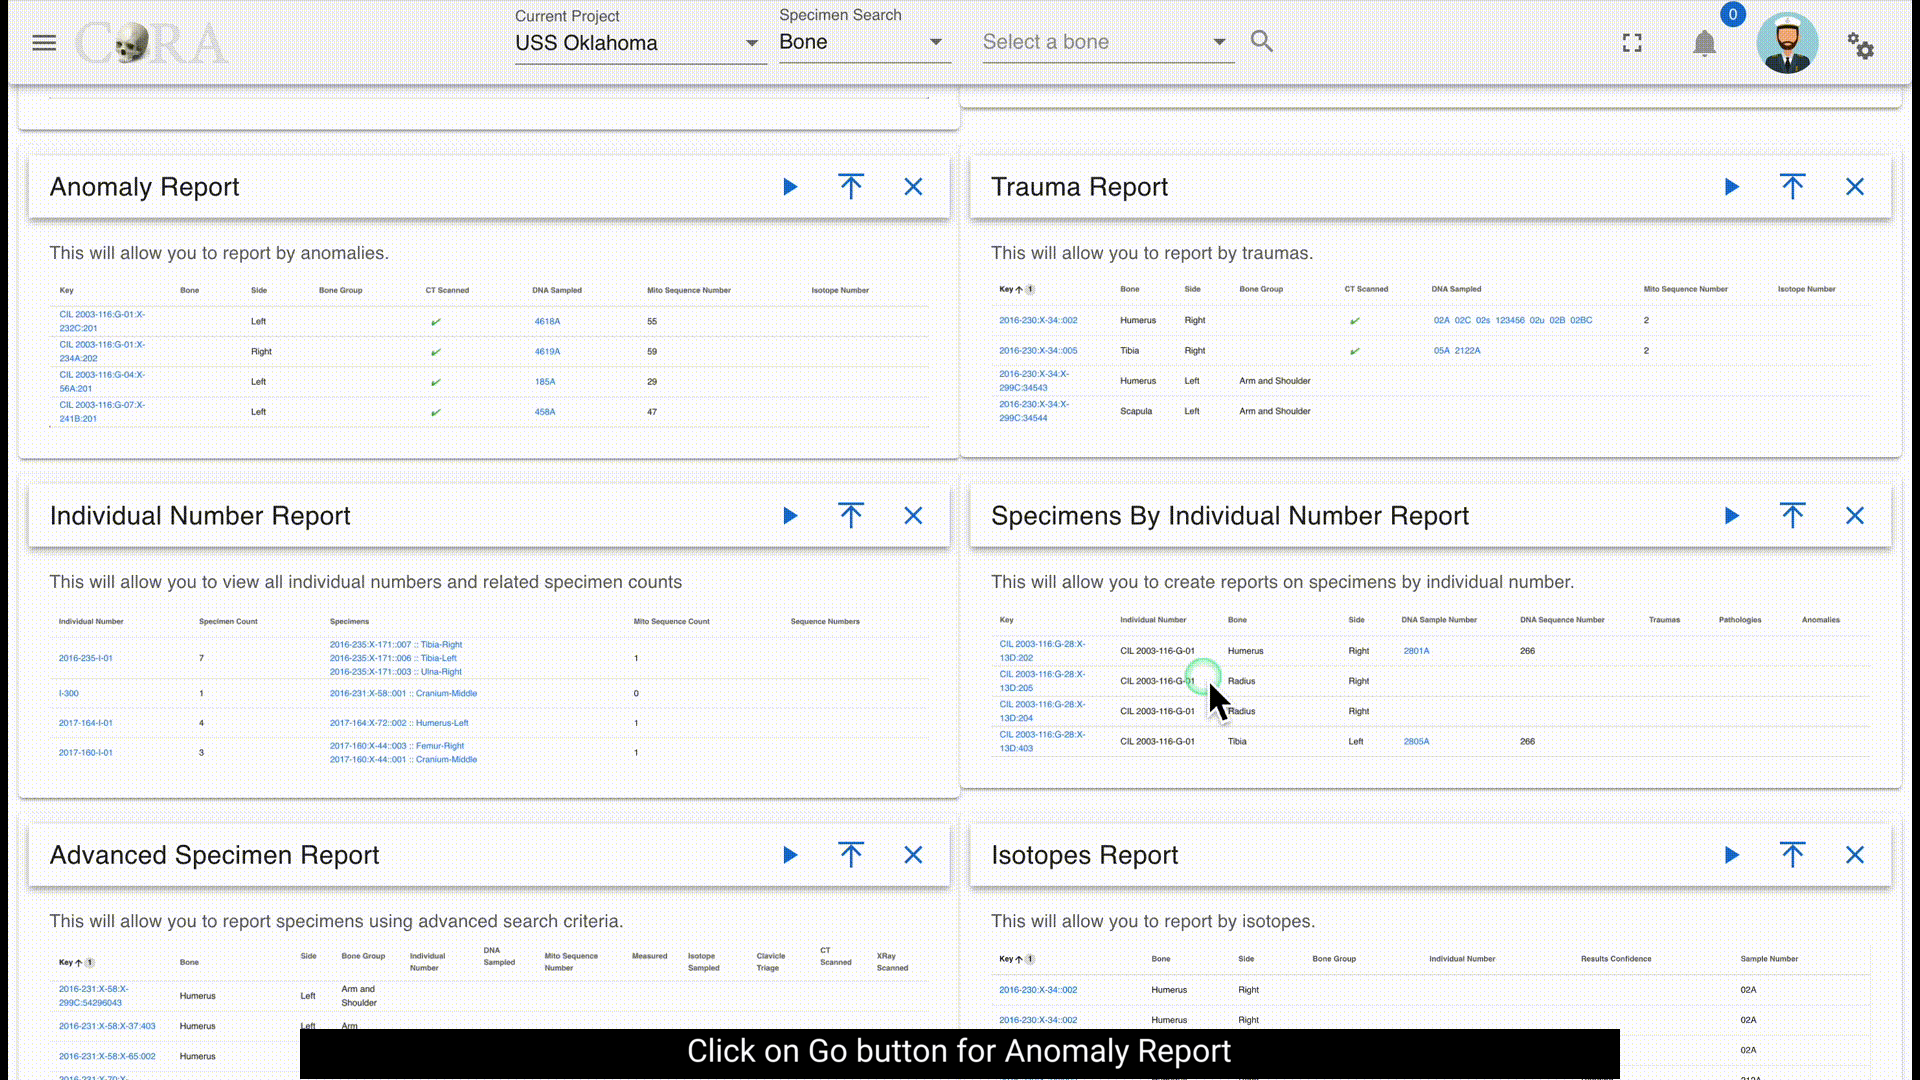 CORA
Current Project
USS Oklahoma
Specimen Search
Bone
Select a bone
0
Anomaly Report
This will allow you to report by anomalies.
Key Bone Side Bone Group CT Scanned DNA Sampled Mito Sequence Number Isotope Number
CIL 2003-116:G-01:X-
232C:201 Left 4618A 55
CIL 2003-116:G-01:X-
234A:202 Right 4619A 59
CIL 2003-116:G-04:X-
56A:201 Left 185A 29
CIL 2003-116:G-07:X-
241B:201 Left 458A 47
Trauma Report
This will allow you to report by traumas.
Key 1 Bone Side Bone Group CT Scanned DNA Sampled Mito Sequence Number Isotope Number
2016-230:X-34::002 Humerus Right 02A 02C 02s 123456 02u 02B 02BC 2
2016-230:X-34::005 Tibia Right 05A 2122A 2
2016-230:X-34:X-
299C:34543 Humerus Left Arm and Shoulder
2016-230:X-34:X-
299C:34544 Scapula Left Arm and Shoulder
Individual Number Report
This will allow you to view all individual numbers and related specimen counts
Individual Number Specimen Count Specimens Mito Sequence Count Sequence Numbers
2016-235:X-171::007 :: Tibia-Right
2016-235-I-01 7 2016-235:X-171::006 :: Tibia-Left 1
2016-235:X-171::003 :: Ulna-Right
I-300 1 2016-231:X-58::001 :: Cranium-Middle 0
2017-164-I-01 4 2017-164:X-72::002 :: Humerus-Left 1
2017-160-I-01 3 2017-160:X-44::003 :: Femur-Right 1
2017-160:X-44::001 :: Cranium-Middle
Specimens By Individual Number Report
This will allow you to create reports on specimens by individual number.
Key Individual Number Bone Side DNA Sample Number DNA Sequence Number Traumas Pathologies Anomalies
CIL 2003-116:G-28:X-
13D:202 CIL 2003-116-G-01 Humerus Right 2801A 266
CIL 2003-116:G-28:X-
13D:205 CIL 2003-116-G-01 Radius Right
CIL 2003-116:G-28:X-
13D:204 CIL 2003-116-G-01 Radius Right
CIL 2003-116:G-28:X-
13D:403 CIL 2003-116-G-01 Tibia Left 2805A 266
Advanced Specimen Report
This will allow you to report specimens using advanced search criteria.
Key 1 Bone Side Bone Group Individual Number DNA Sampled Mito Sequence Number Measured Isotope Sampled Clavicle Triage CT Scanned XRay Scanned
2016-231:X-58:X-
299C:54296043 Humerus Left Arm and Shoulder
2016-231:X-58:X-37:403 Humerus Left Arm
2016-231:X-58:X-65:002 Humerus
Isotopes Report
This will allow you to report by isotopes.
Key 1 Bone Side Bone Group Individual Number Results Confidence Sample Number
2016-230:X-34::002 Humerus Right 02A
2016-230:X-34::002 Humerus Right 02A
02A
Click on Go button for Anomaly Report